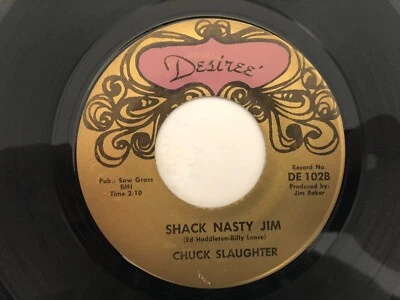 Desiree'
Pub.: Saw Grass
BMI
Time 2:10
Record No.
DE 102B
Produced by:
Jim Baker
SHACK NASTY JIM
(Ed Huddleton-Billy Lance)
CHUCK SLAUGHTER